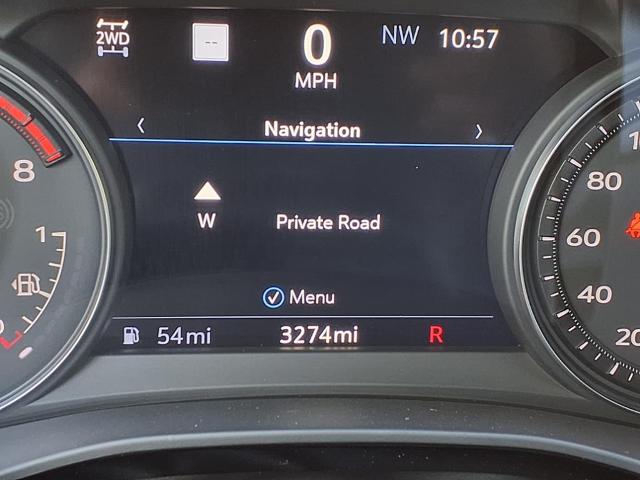 2WD
--
0
MPH
NW
10:57
‹ Navigation ›
W
Private Road
Menu
54mi
3274mi
R
8
1
80
60
40
20